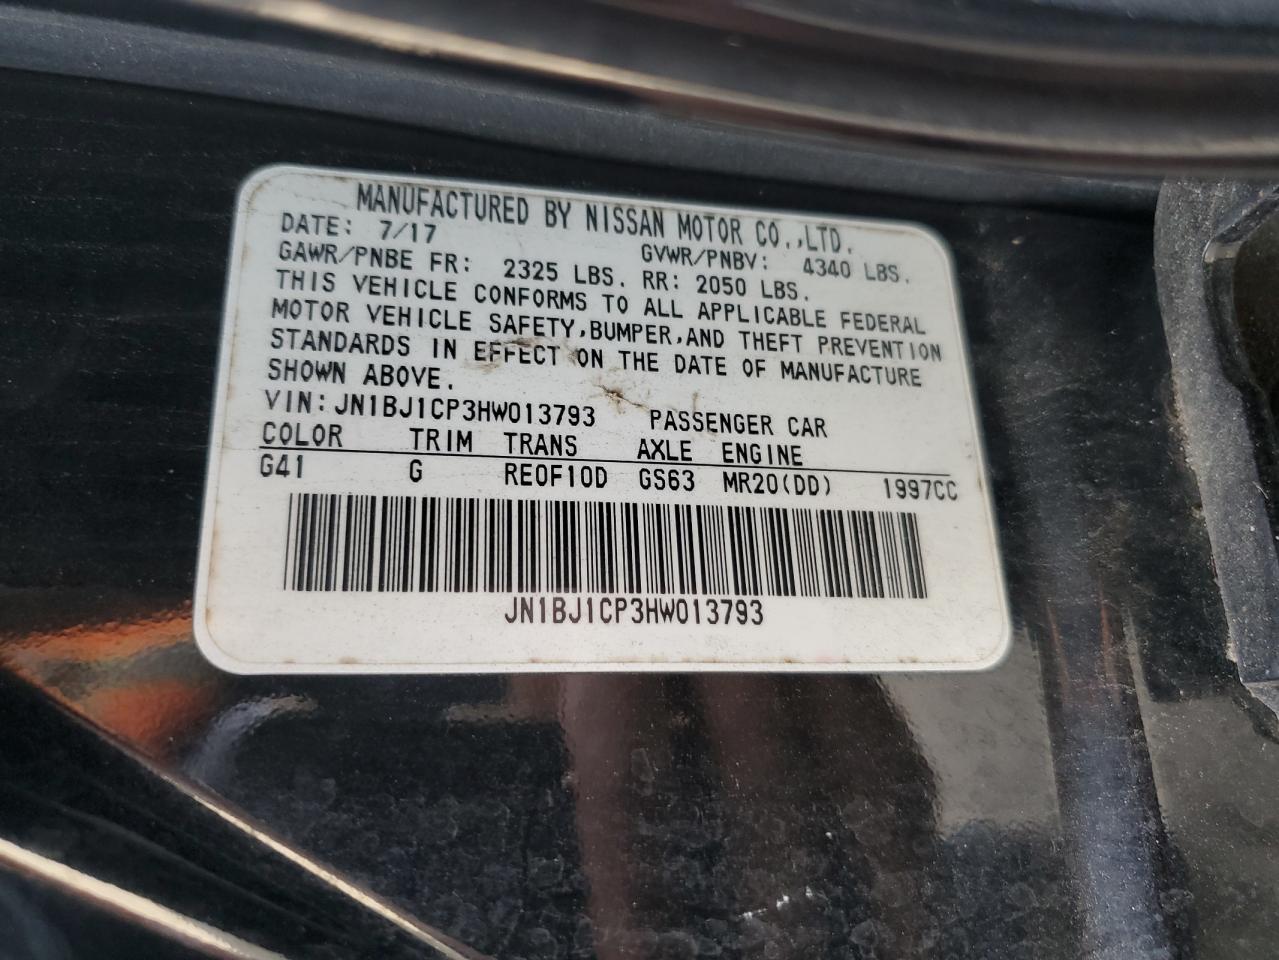 MANUFACTURED BY NISSAN MOTOR CO.,LTD.
DATE: 7/17 GVWR/PNBV: 4340 LBS.
GAWR/PNBE FR: 2325 LBS. RR: 2050 LBS.
THIS VEHICLE CONFORMS TO ALL APPLICABLE FEDERAL
MOTOR VEHICLE SAFETY,BUMPER,AND THEFT PREVENTION
STANDARDS IN EFFECT ON THE DATE OF MANUFACTURE
SHOWN ABOVE.
VIN:JN1BJ1CP3HW013793 PASSENGER CAR
COLOR TRIM TRANS AXLE ENGINE
G41 G RE0F10D GS63 MR20(DD) 1997CC
JN1BJ1CP3HW013793